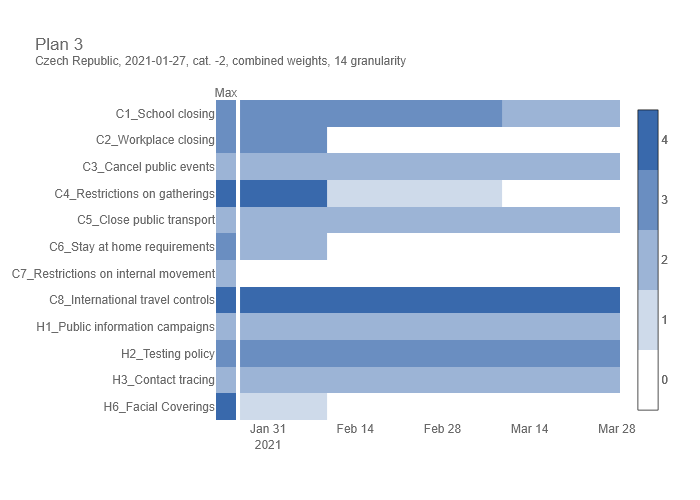 Plan 3
Czech Republic, 2021-01-27, cat. -2, combined weights, 14 granularity
Max
C1_School closing
C2_Workplace closing
C3_Cancel public events
C4_Restrictions on gatherings
C5_Close public transport
C6_Stay at home requirements
C7_Restrictions on internal movement
C8_International travel controls
H1_Public information campaigns
H2_Testing policy
H3_Contact tracing
H6_Facial Coverings
4
3
2
1
0
Jan 31 Feb 14 Feb 28 Mar 14 Mar 28
2021